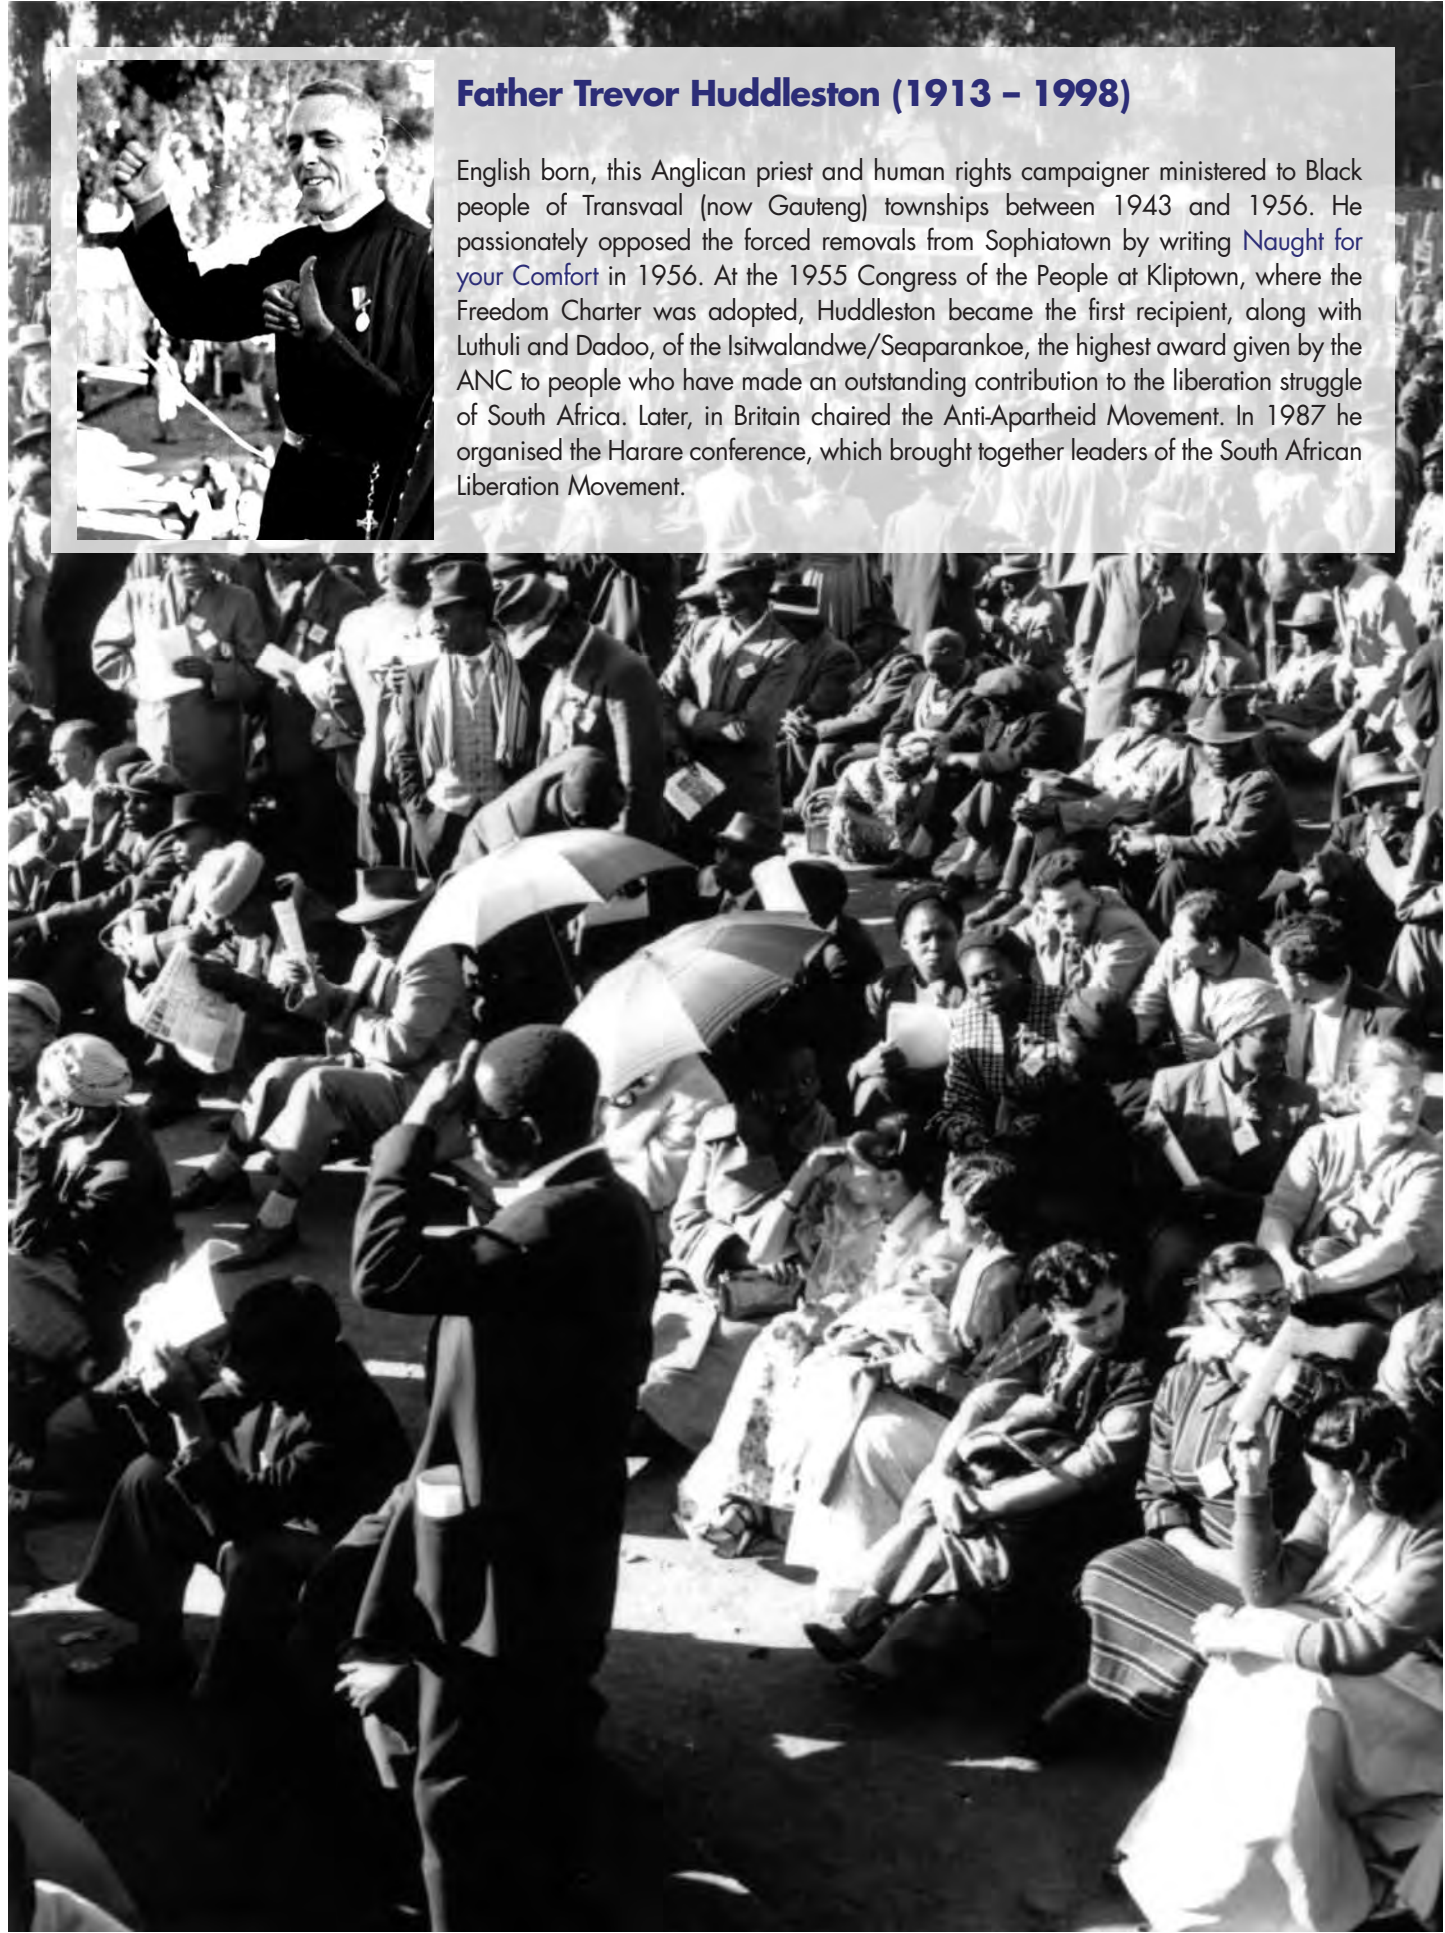 Father Trevor Huddleston (1913 – 1998)
English born, this Anglican priest and human rights campaigner ministered to Black
people of Transvaal (now Gauteng) townships between 1943 and 1956. He
passionately opposed the forced removals from Sophiatown by writing Naught for
your Comfort in 1956. At the 1955 Congress of the People at Kliptown, where the
Freedom Charter was adopted, Huddleston became the first recipient, along with
Luthuli and Dadoo, of the Isitwalandwe/Seaparankoe, the highest award given by the
ANC to people who have made an outstanding contribution to the liberation struggle
of South Africa. Later, in Britain chaired the Anti-Apartheid Movement. In 1987 he
organised the Harare conference, which brought together leaders of the South African
Liberation Movement.